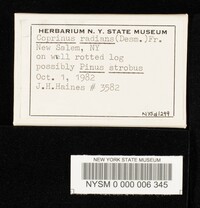 HERBARIUM N. Y. STATE MUSEUM
Coprinus radians (Desm.)Fr.
New Salem, NY
on well rotted log
possibly Pinus strobus
Oct. 1, 1982
J.H.Haines # 3582
NEW YORK STATE MUSEUM
NYSM 0 000 006 345